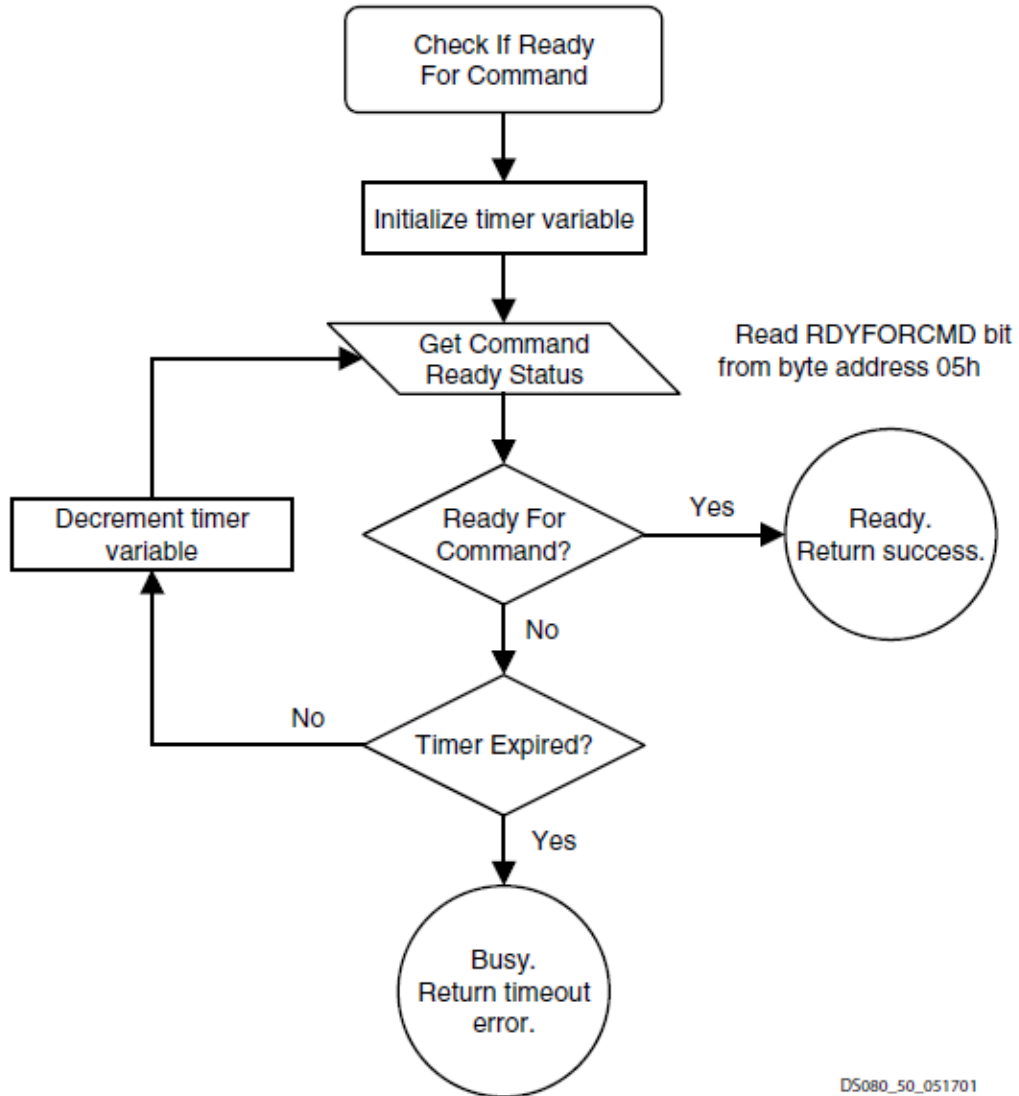 Check If Ready
For Command
Initialize timer variable
Get Command
Ready Status
Read RDYFORCMD bit
from byte address 05h
Decrement timer
variable
Ready For
Command?
Yes
Ready.
Return success.
No
No
Timer Expired?
Yes
Busy.
Return timeout
error.
DS080_50_051701